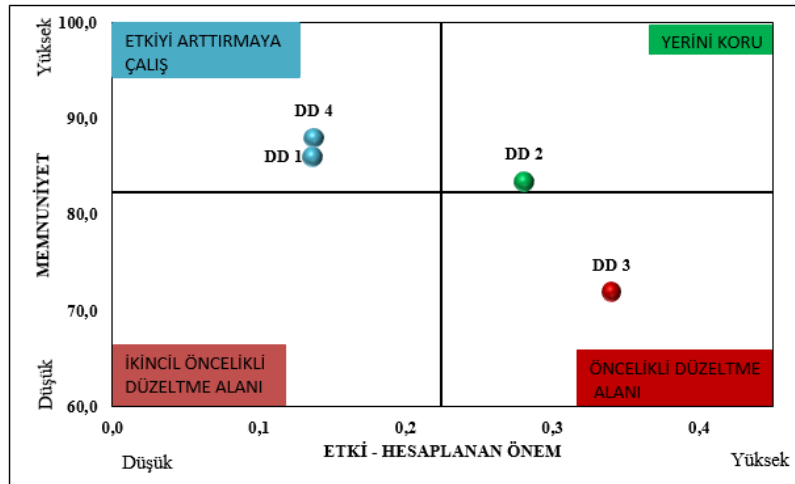 100,0
90,0
80,0
70,0
60,0
Yüksek
MEMNUNİYET
Düşük
ETKİYİ ARTTIRMAYA
ÇALIŞ
YERİNİ KORU
DD 4
DD 1
DD 2
DD 3
İKİNCİL ÖNCELİKLİ
DÜZELTME ALANI
ÖNCELİKLİ DÜZELTME
ALANI
0,0 0,1 0,2 0,3 0,4
Düşük ETKİ - HESAPLANAN ÖNEM Yüksek